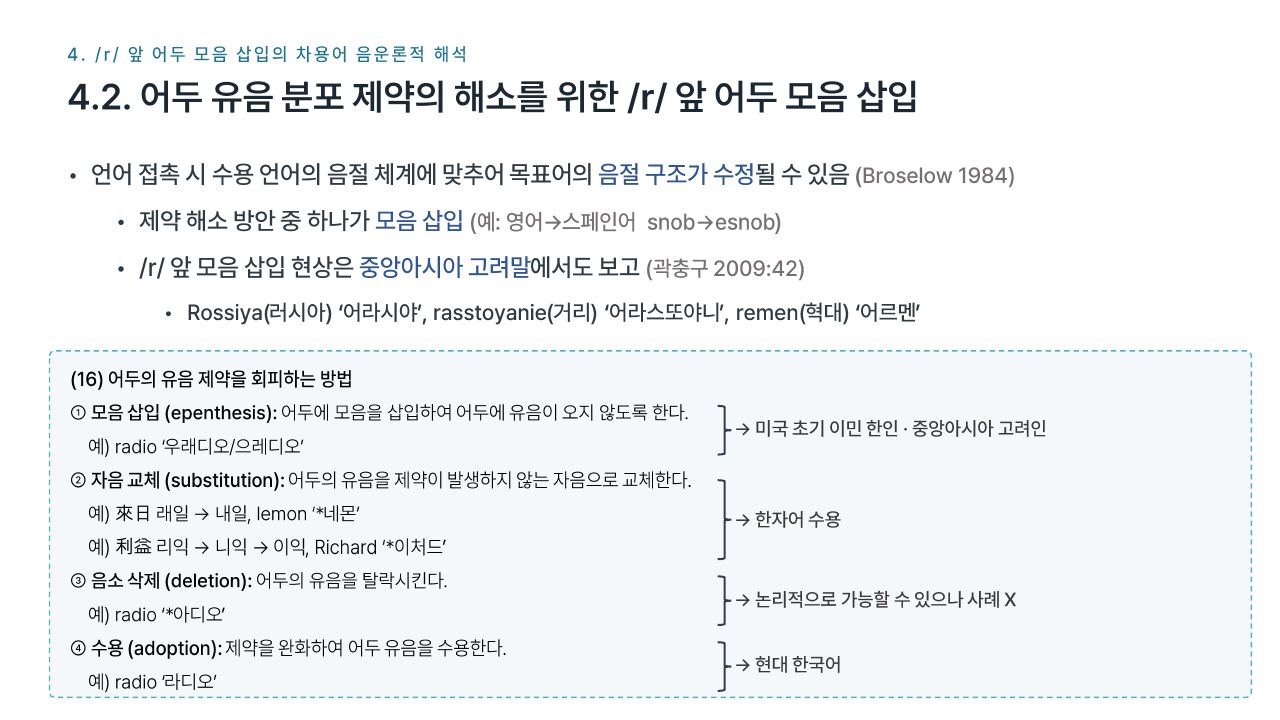 4. /r/ 앞 어두 모음 삽입의 차용어 음운론적 해석
4.2. 어두 유음 분포 제약의 해소를 위한 /r/ 앞 어두 모음 삽입
• 언어 접촉 시 수용 언어의 음절 체계에 맞추어 목표어의 음절 구조가 수정될 수 있음 (Broselow 1984)
• 제약 해소 방안 중 하나가 모음 삽입 (예: 영어→스페인어 snob→esnob)
• /r/ 앞 모음 삽입 현상은 중앙아시아 고려말에서도 보고 (곽충구 2009:42)
• Rossiya(러시아) ‘어라시야’, rasstoyanie(거리) ‘어라스또야니’, remen(혁대) ‘어르멘’
(16) 어두의 유음 제약을 회피하는 방법
① 모음 삽입 (epenthesis): 어두에 모음을 삽입하여 어두에 유음이 오지 않도록 한다.
→ 미국 초기 이민 한인 · 중앙아시아 고려인
예) radio ‘우래디오/으레디오’
② 자음 교체 (substitution): 어두의 유음을 제약이 발생하지 않는 자음으로 교체한다.
예) 來日 래일 → 내일, lemon ‘*네몬’
→ 한자어 수용
예) 利益 리익 → 니익 → 이익, Richard ‘*이처드’
③ 음소 삭제 (deletion): 어두의 유음을 탈락시킨다.
→ 논리적으로 가능할 수 있으나 사례 X
예) radio ‘*아디오’
④ 수용 (adoption): 제약을 완화하여 어두 유음을 수용한다.
→ 현대 한국어
예) radio ‘라디오’